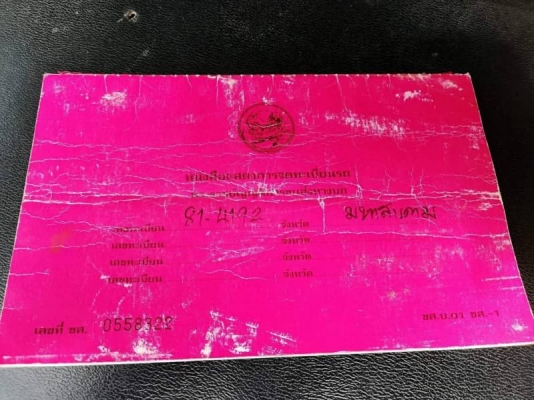 หนังสือแสดงการจดทะเบียนรถ
เลขทะเบียน 81-4192 จังหวัด มหาสารคาม
เลขทะเบียน จังหวัด
เลขทะเบียน จังหวัด
เลขทะเบียน จังหวัด
เลขที่ ขส. 0558322
ขส.บ.01 ขส.-1